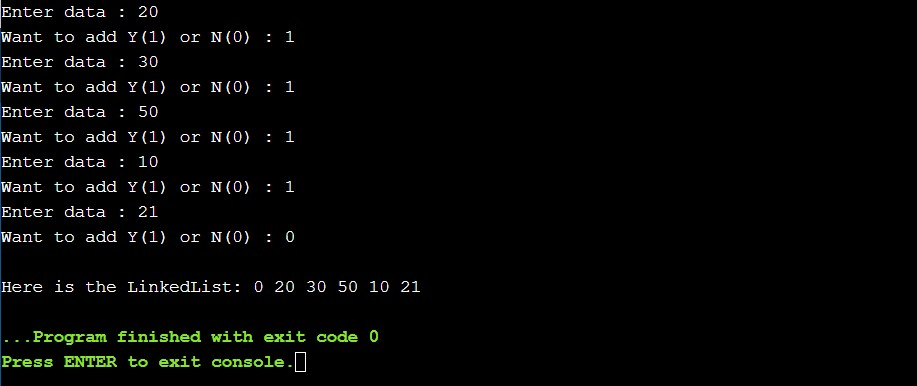 Enter data : 20
Want to add Y(1) or N(0) : 1
Enter data : 30
Want to add Y(1) or N(0) : 1
Enter data : 50
Want to add Y(1) or N(0) : 1
Enter data : 10
Want to add Y(1) or N(0) : 1
Enter data : 21
Want to add Y(1) or N(0) : 0
Here is the LinkedList: 0 20 30 50 10 21
...Program finished with exit code 0
Press ENTER to exit console.